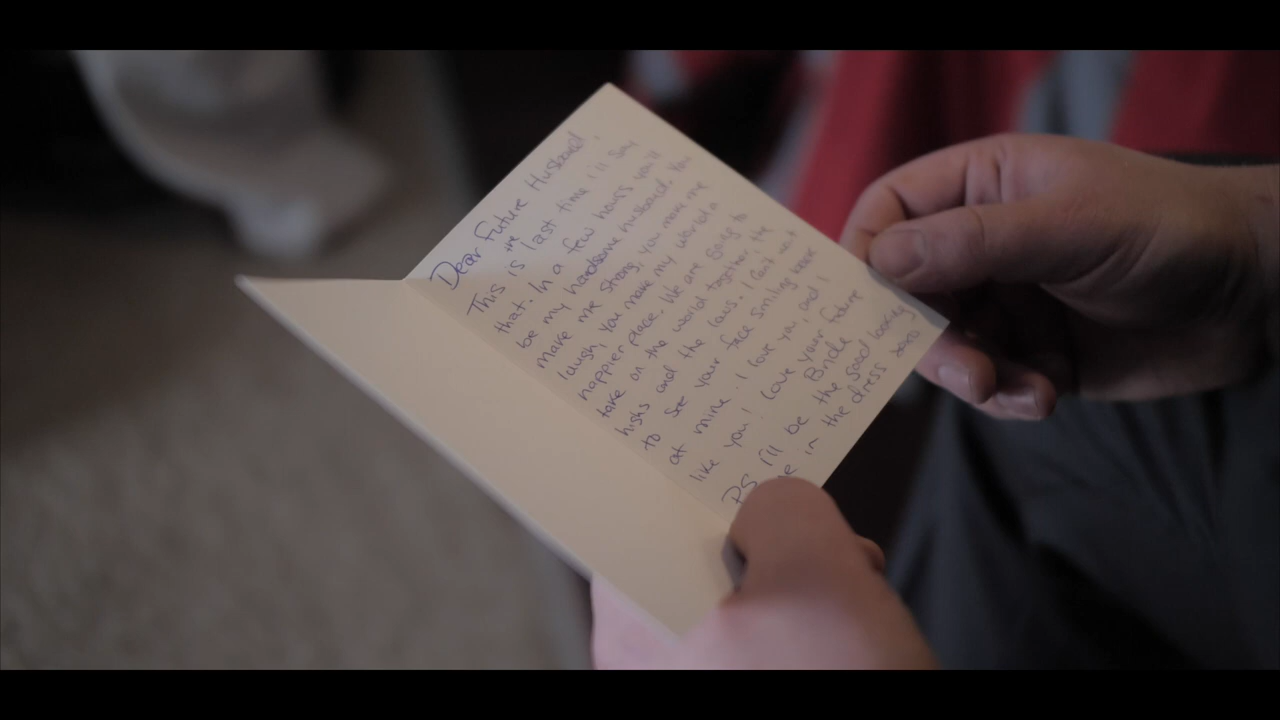 Dear Future Husband,
This is the last time I'll say
that. In a few hours you'll
be my handsome husband. You
make me strong, you make me
laugh, you make my world a
happier place. We are going to
take on the world together, the
highs and the lows. I can't wait
to see your face smiling back
at mine. I love you, and I
like you! Love your future
Bride
PS I'll be the good looking
in the dress xoxo